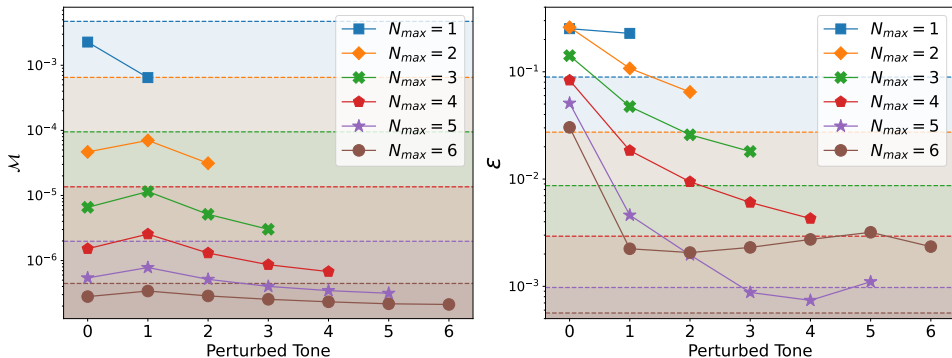 10⁻³
10⁻⁴
10⁻⁵
10⁻⁶
ℳ
0 1 2 3 4 5 6
Perturbed Tone
N_max = 1
N_max = 2
N_max = 3
N_max = 4
N_max = 5
N_max = 6
10⁻¹
10⁻²
10⁻³
ε
0 1 2 3 4 5 6
Perturbed Tone
N_max = 1
N_max = 2
N_max = 3
N_max = 4
N_max = 5
N_max = 6